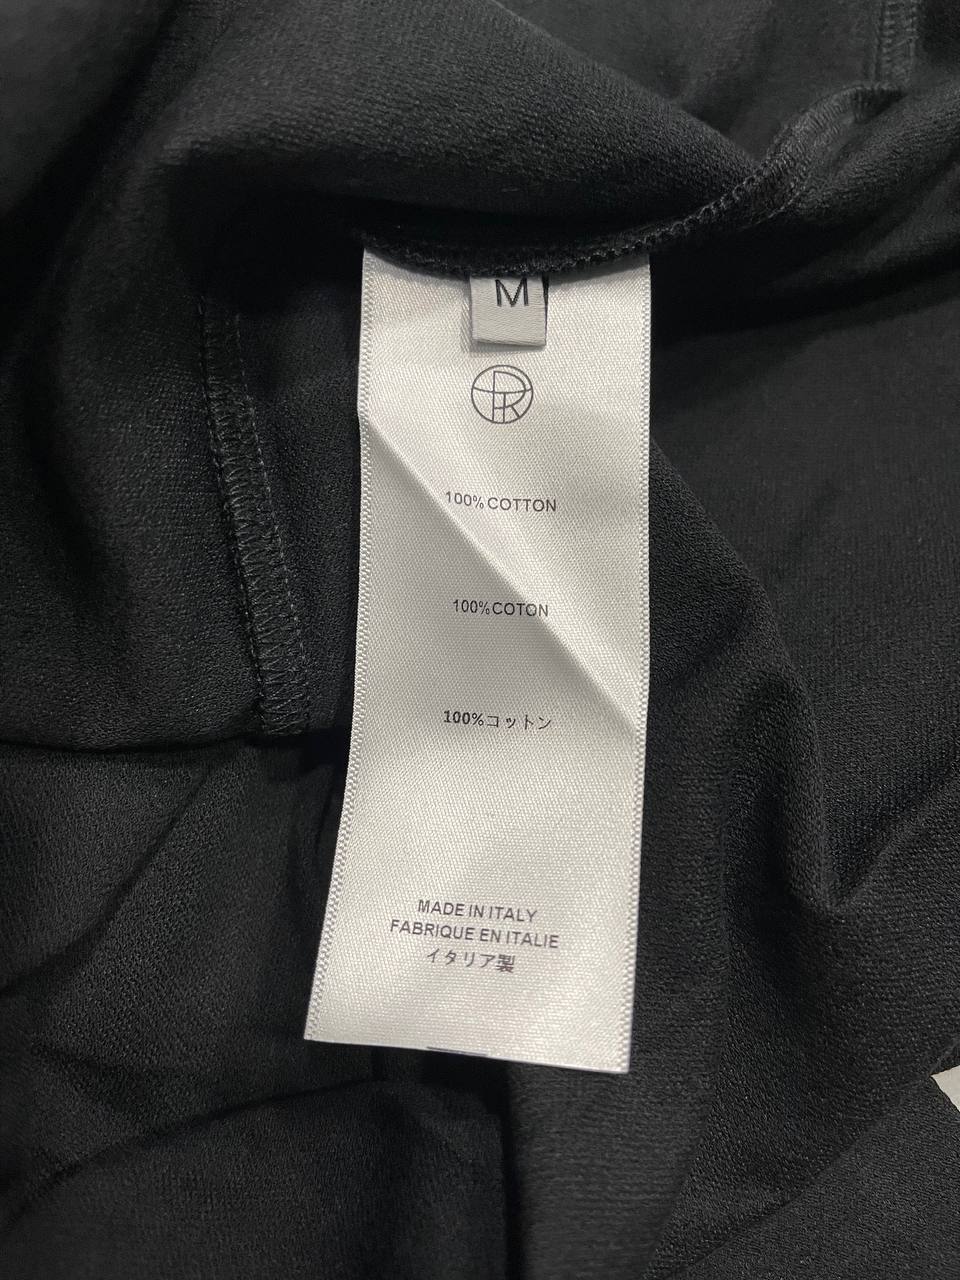 M
100% COTTON
100% COTON
100%コットン
MADE IN ITALY
FABRIQUE EN ITALIE
イタリア製